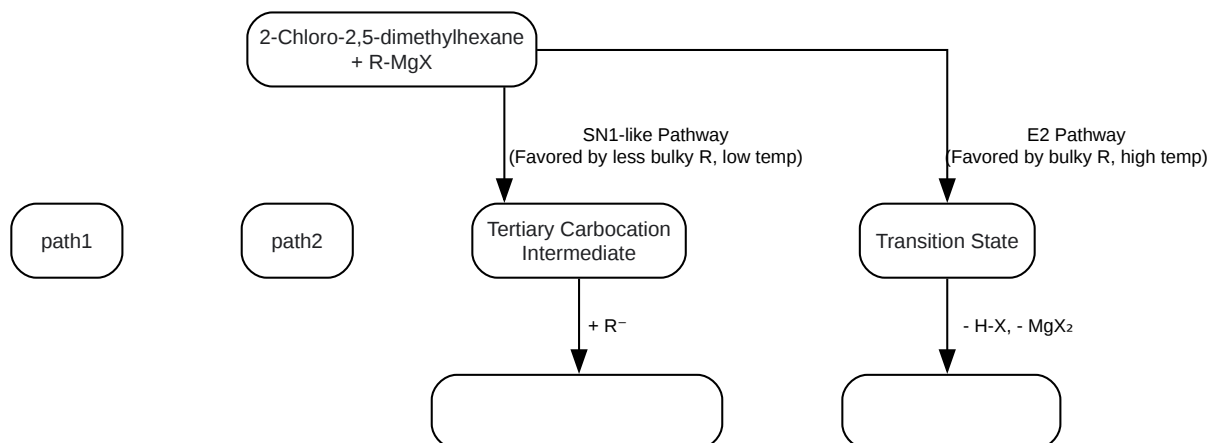 2-Chloro-2,5-dimethylhexane
+ R-MgX
SN1-like Pathway
(Favored by less bulky R, low temp)
E2 Pathway
(Favored by bulky R, high temp)
path1
path2
Tertiary Carbocation
Intermediate
Transition State
+ R⁻
- H-X, - MgX₂